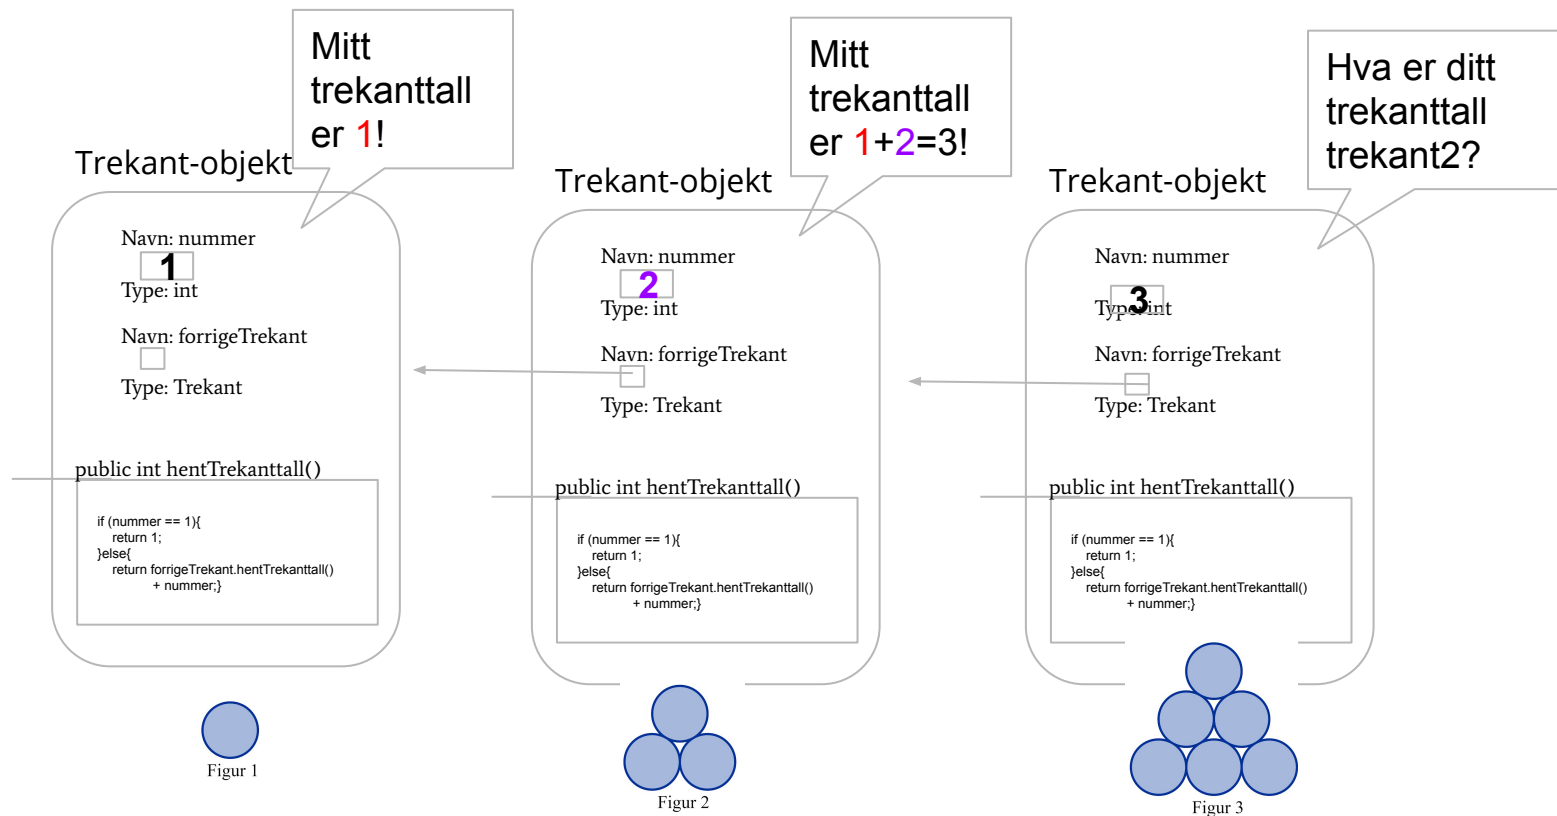 Mitt
trekanttall
er 1!
Trekant-objekt
Navn: nummer
1
Type: int
Navn: forrigeTrekant
Type: Trekant
public int hentTrekanttall()
if (nummer == 1){
return 1;
}else{
return forrigeTrekant.hentTrekanttall()
+ nummer;}
Figur 1
Mitt
trekanttall
er 1+2=3!
Trekant-objekt
Navn: nummer
2
Type: int
Navn: forrigeTrekant
Type: Trekant
public int hentTrekanttall()
if (nummer == 1){
return 1;
}else{
return forrigeTrekant.hentTrekanttall()
+ nummer;}
Figur 2
Hva er ditt
trekanttall
trekant2?
Trekant-objekt
Navn: nummer
3
Type: int
Navn: forrigeTrekant
Type: Trekant
public int hentTrekanttall()
if (nummer == 1){
return 1;
}else{
return forrigeTrekant.hentTrekanttall()
+ nummer;}
Figur 3